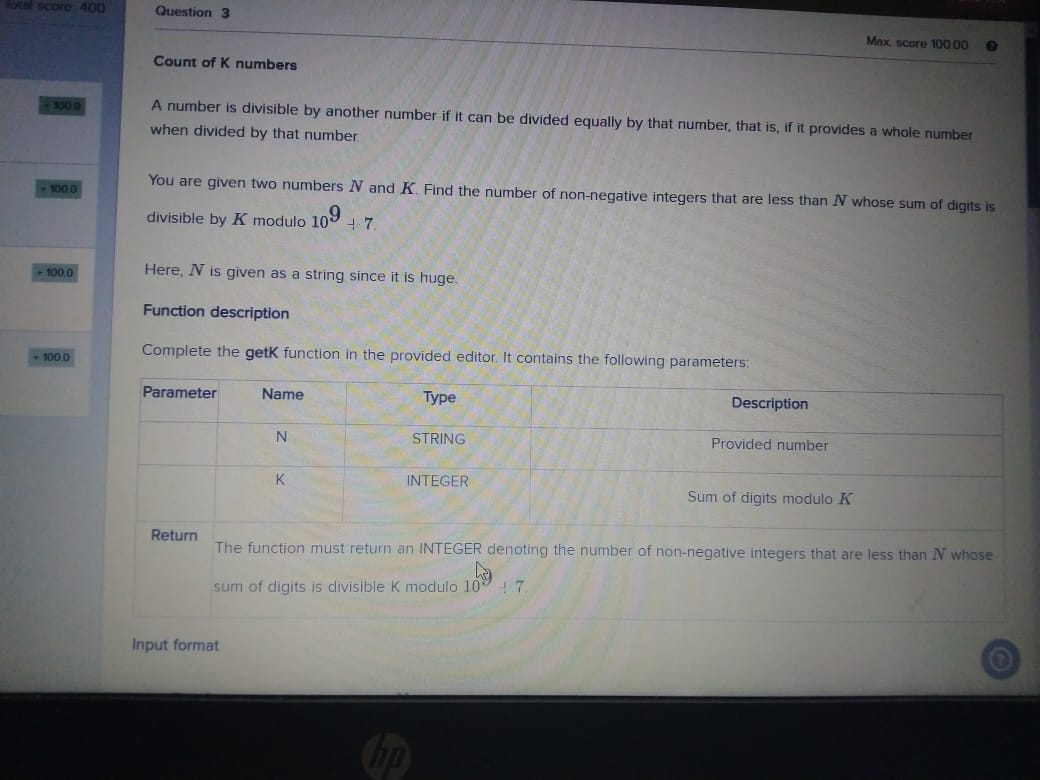 Total score: 400
Question 3
Max. score 100.00
Count of K numbers
+ 100.0
A number is divisible by another number if it can be divided equally by that number, that is, if it provides a whole number
when divided by that number.
+ 100.0
You are given two numbers N and K. Find the number of non-negative integers that are less than N whose sum of digits is
divisible by K modulo 10^9 + 7.
+ 100.0
Here, N is given as a string since it is huge.
Function description
+ 100.0
Complete the getK function in the provided editor. It contains the following parameters:
Parameter Name Type Description
N STRING Provided number
K INTEGER Sum of digits modulo K
Return The function must return an INTEGER denoting the number of non-negative integers that are less than N whose
sum of digits is divisible K modulo 10^9 + 7.
Input format
?
hp